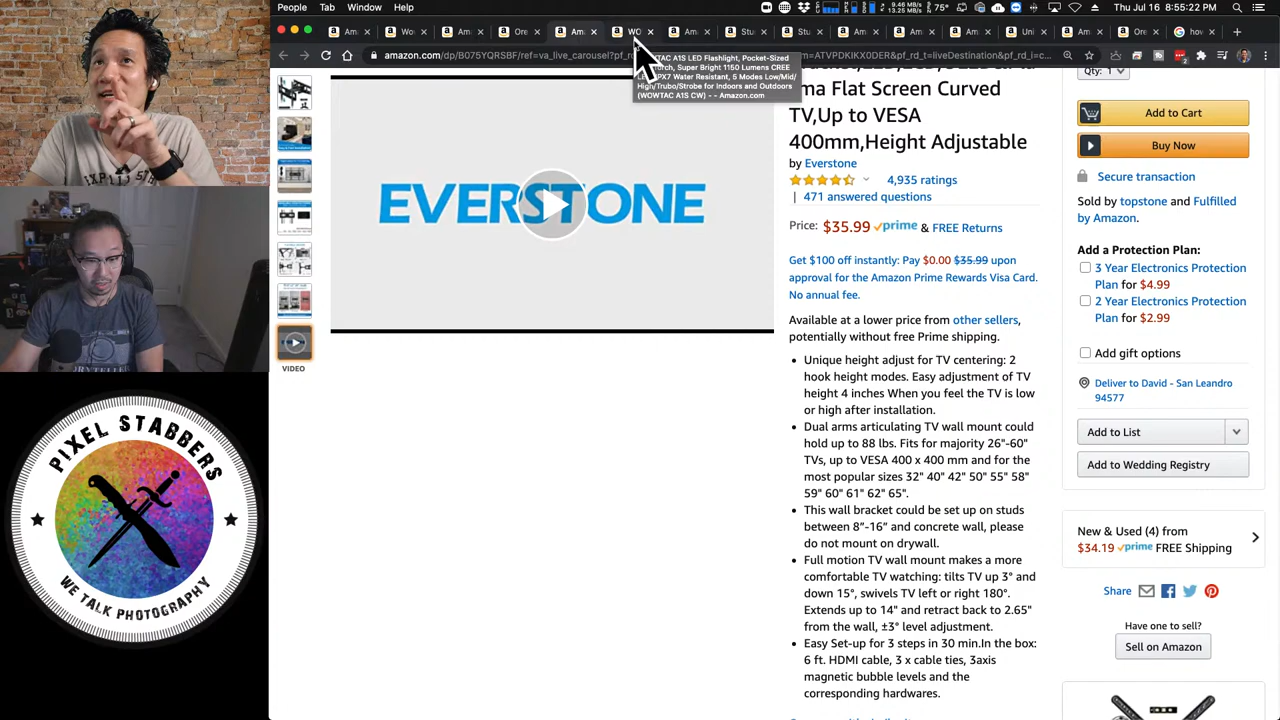 People Tab Window Help
Thu Jul 16 5:55:22 PM
amazon.com/dp/B075YQRSBF/ref=va_live_carousel?pf_r
=ATVPDKIKX0DER&pf_rd_t=liveDestination&pf_rd_i=c...
TAC A1S LED Flashlight, Pocket-Sized
rch, Super Bright 1150 Lumens CREE
PX7 Water Resistant, 5 Modes Low/Mid/
High/Trubo/Strobe for Indoors and Outdoors
(WOWTAC A1S CW) - - Amazon.com
Plasma Flat Screen Curved
TV,Up to VESA
400mm,Height Adjustable
by Everstone
4,935 ratings
| 471 answered questions
Price: $35.99 prime & FREE Returns
Get $100 off instantly: Pay $0.00 $35.99 upon
approval for the Amazon Prime Rewards Visa Card.
No annual fee.
Available at a lower price from other sellers,
potentially without free Prime shipping.
• Unique height adjust for TV centering: 2
hook height modes. Easy adjustment of TV
height 4 inches When you feel the TV is low
or high after installation.
• Dual arms articulating TV wall mount could
hold up to 88 lbs. Fits for majority 26"-60"
TVs, up to VESA 400 x 400 mm and for the
most popular sizes 32" 40" 42" 50" 55" 58"
59" 60" 61" 62" 65".
• This wall bracket could be set up on studs
between 8”-16” and concrete wall, please
do not mount on drywall.
• Full motion TV wall mount makes a more
comfortable TV watching: tilts TV up 3° and
down 15°, swivels TV left or right 180°.
Extends up to 14" and retract back to 2.65"
from the wall, ±3° level adjustment.
• Easy Set-up for 3 steps in 30 min.In the box:
6 ft. HDMI cable, 3 x cable ties, 3axis
magnetic bubble levels and the
corresponding hardwares.
EVERSTONE
VIDEO
Qty: 1
Add to Cart
Buy Now
Secure transaction
Sold by topstone and Fulfilled
by Amazon.
Add a Protection Plan:
3 Year Electronics Protection
Plan for $4.99
2 Year Electronics Protection
Plan for $2.99
Add gift options
Deliver to David - San Leandro
94577
Add to List
Add to Wedding Registry
New & Used (4) from
$34.19 prime FREE Shipping
Share
Have one to sell?
Sell on Amazon
PIXEL STABBERS
WE TALK PHOTOGRAPHY